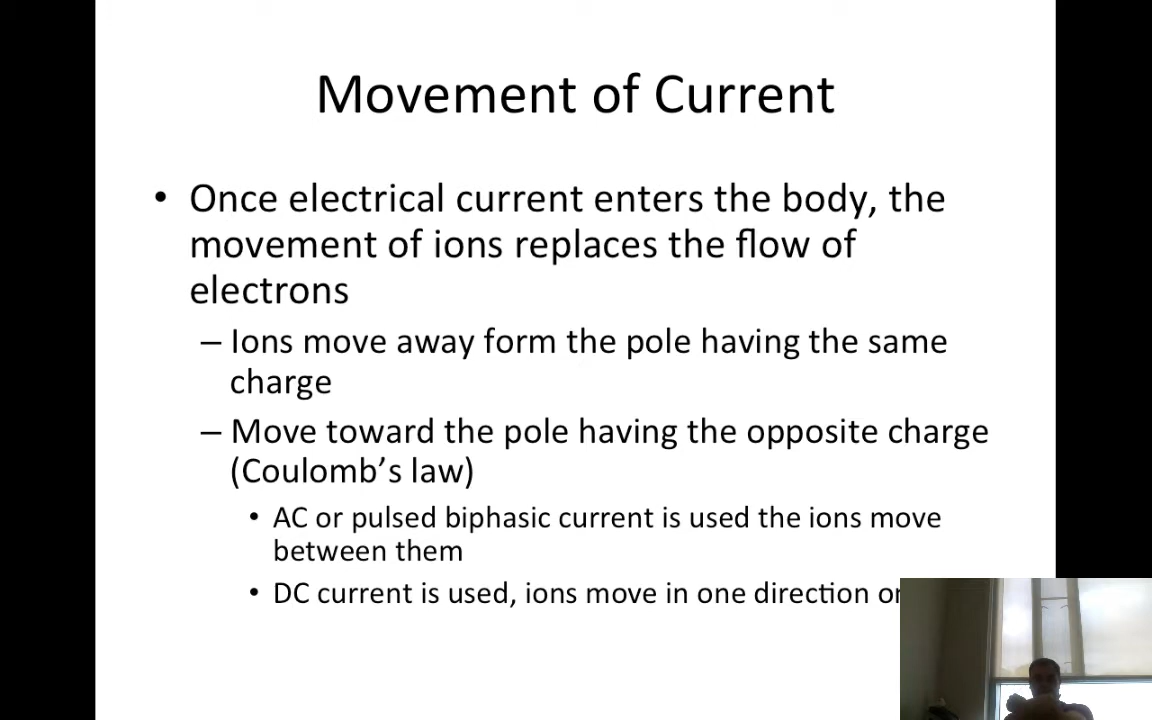 Movement of Current
• Once electrical current enters the body, the
movement of ions replaces the flow of
electrons
– Ions move away form the pole having the same
charge
– Move toward the pole having the opposite charge
(Coulomb's law)
• AC or pulsed biphasic current is used the ions move
between them
• DC current is used, ions move in one direction